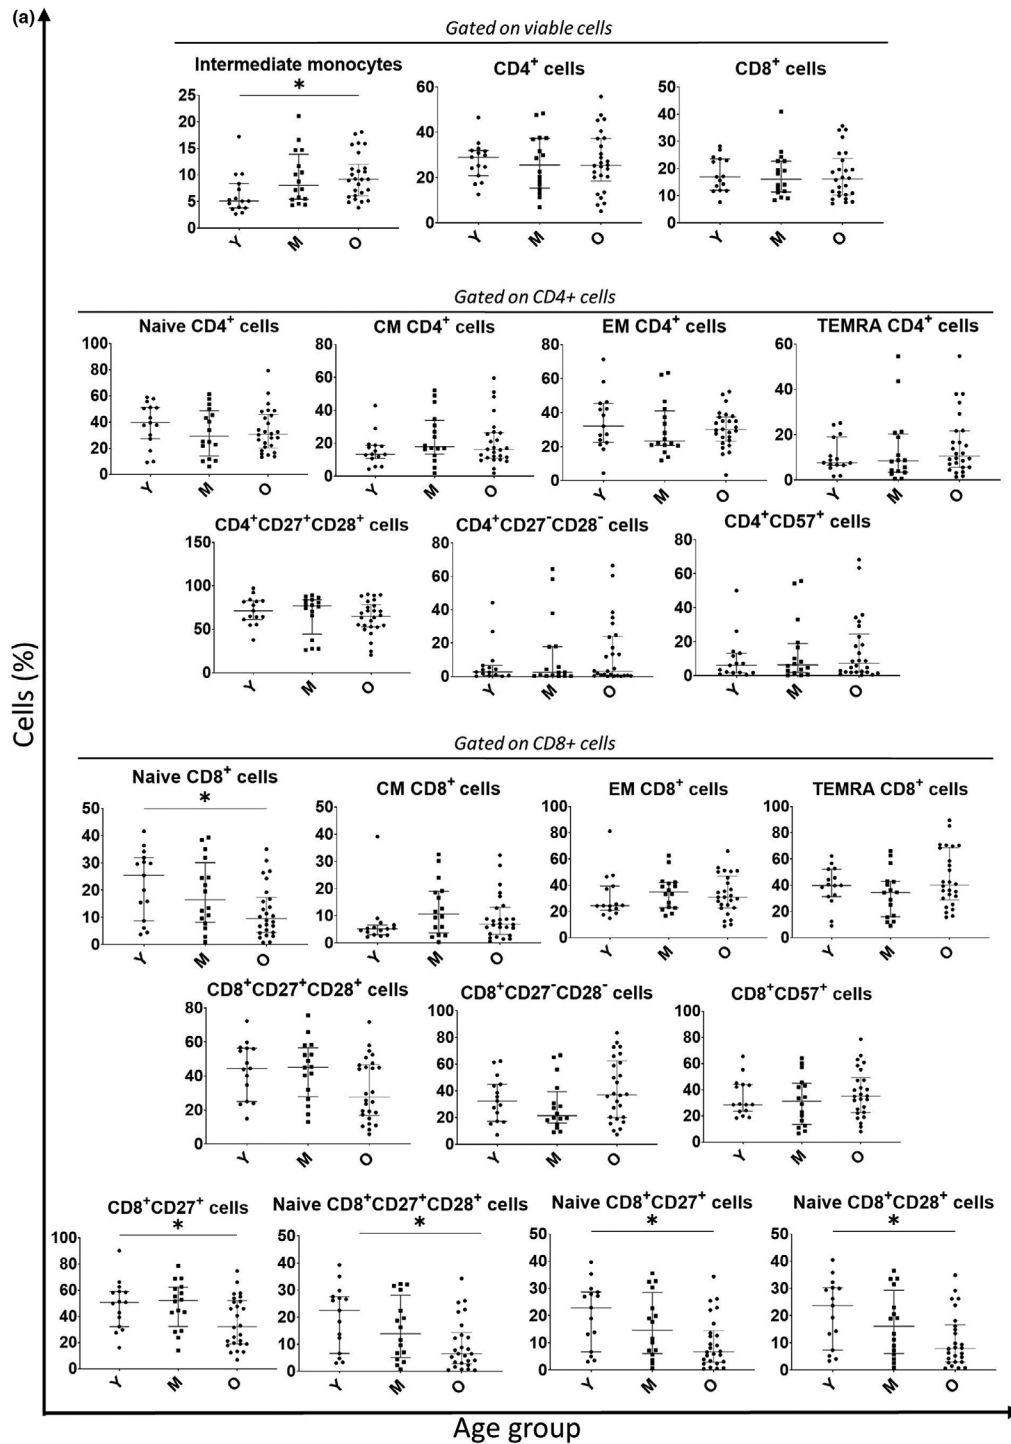 (a)
Gated on viable cells
Intermediate monocytes
CD4⁺ cells
CD8⁺ cells
*
25
20
15
10
5
0
Y M O
60
40
20
0
Y M O
50
40
30
20
10
0
Y M O
Gated on CD4+ cells
Naive CD4⁺ cells
CM CD4⁺ cells
EM CD4⁺ cells
TEMRA CD4⁺ cells
100
80
60
40
20
0
Y M O
80
60
40
20
0
Y M O
80
60
40
20
0
Y M O
60
40
20
0
Y M O
CD4⁺CD27⁺CD28⁺ cells
CD4⁺CD27⁻CD28⁻ cells
CD4⁺CD57⁺ cells
150
100
50
0
Y M O
80
60
40
20
0
Y M O
80
60
40
20
0
Y M O
Cells (%)
Gated on CD8+ cells
Naive CD8⁺ cells
CM CD8⁺ cells
EM CD8⁺ cells
TEMRA CD8⁺ cells
*
50
40
30
20
10
0
Y M O
50
40
30
20
10
0
Y M O
100
80
60
40
20
0
Y M O
100
80
60
40
20
0
Y M O
CD8⁺CD27⁺CD28⁺ cells
CD8⁺CD27⁻CD28⁻ cells
CD8⁺CD57⁺ cells
80
60
40
20
0
Y M O
100
80
60
40
20
0
Y M O
100
80
60
40
20
0
Y M O
CD8⁺CD27⁺ cells
Naive CD8⁺CD27⁺CD28⁺ cells
Naive CD8⁺CD27⁺ cells
Naive CD8⁺CD28⁺ cells
*
100
80
60
40
20
0
Y M O
*
50
40
30
20
10
0
Y M O
*
50
40
30
20
10
0
Y M O
*
50
40
30
20
10
0
Y M O
Age group